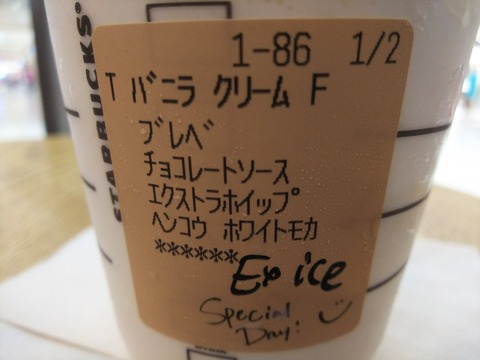 STARBUCKS®
1-86 1/2
T バニラ クリーム F
ブレベ
チョコレートソース
エクストラホイップ
ヘンコウ ホワイトモカ
******
Ex ice
Special
Day!